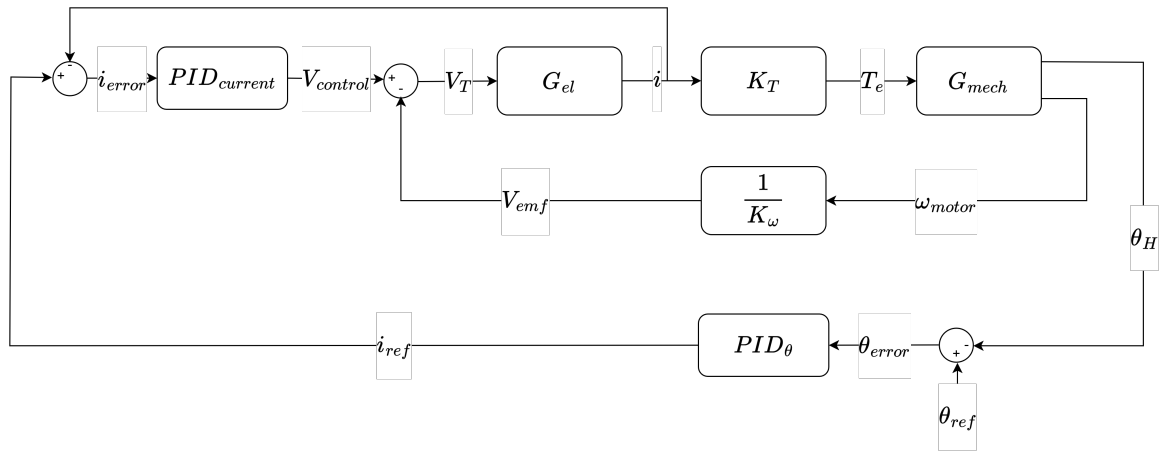 -
+
i_error
PID_current
V_control
+
-
V_T
G_el
i
K_T
T_e
G_mech
V_emf
1
K_ω
ω_motor
θ_H
i_ref
PID_θ
θ_error
-
+
θ_ref